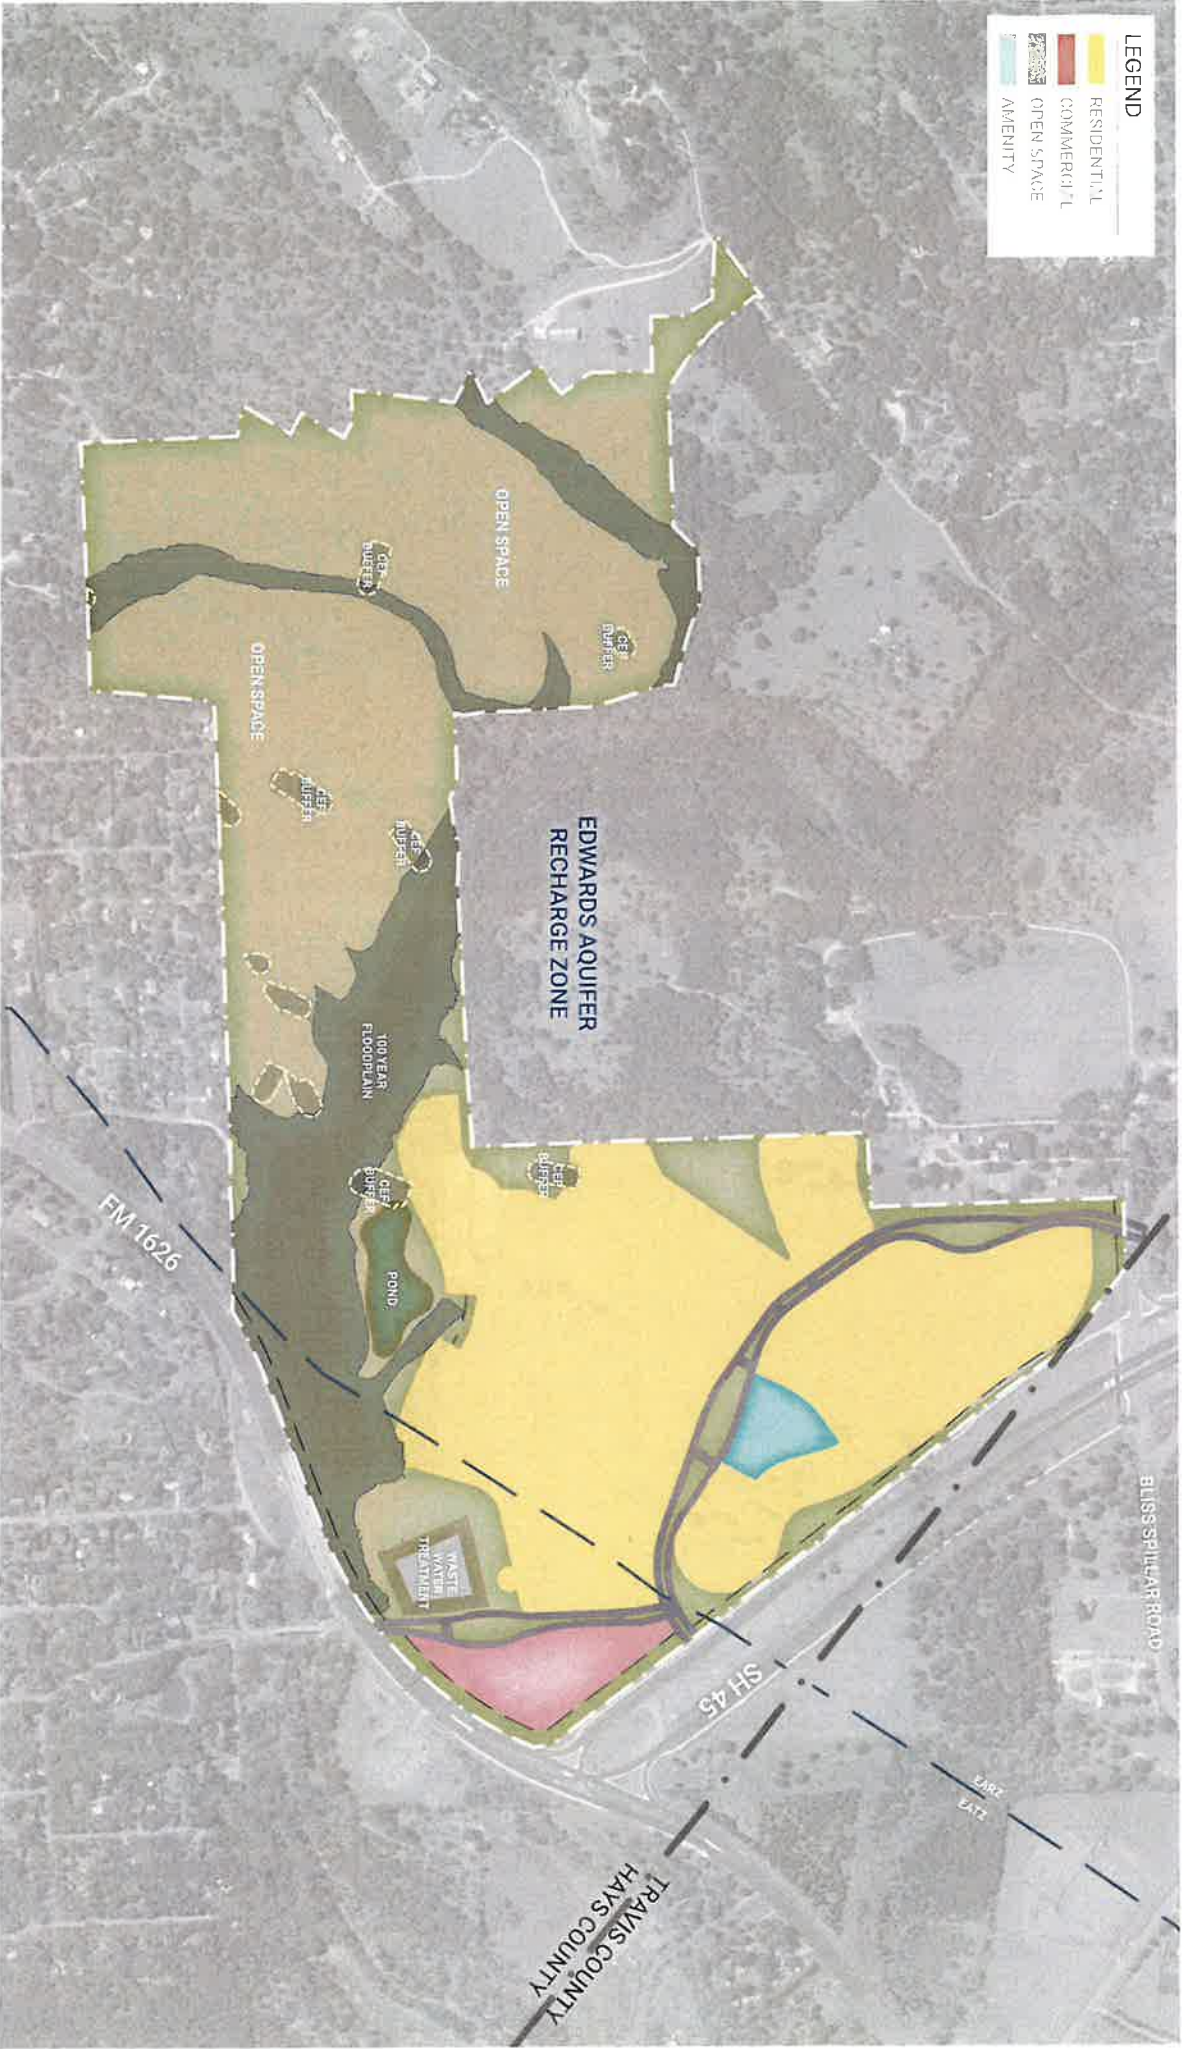 LEGEND
RESIDENTIAL
COMMERCIAL
OPEN SPACE
AMENITY
BLISS SPILLAR ROAD
OPEN SPACE
CEF
BUFFER
CEF
BUFFER
OPEN SPACE
CEF
BUFFER
CEF
BUFFER
EDWARDS AQUIFER
RECHARGE ZONE
100 YEAR
FLOODPLAIN
CEF
BUFFER
CEF
BUFFER
POND
FM 1626
WASTE
WATER
TREATMENT
SH 45
EARZ
EATZ
TRAVIS COUNTY
HAYS COUNTY